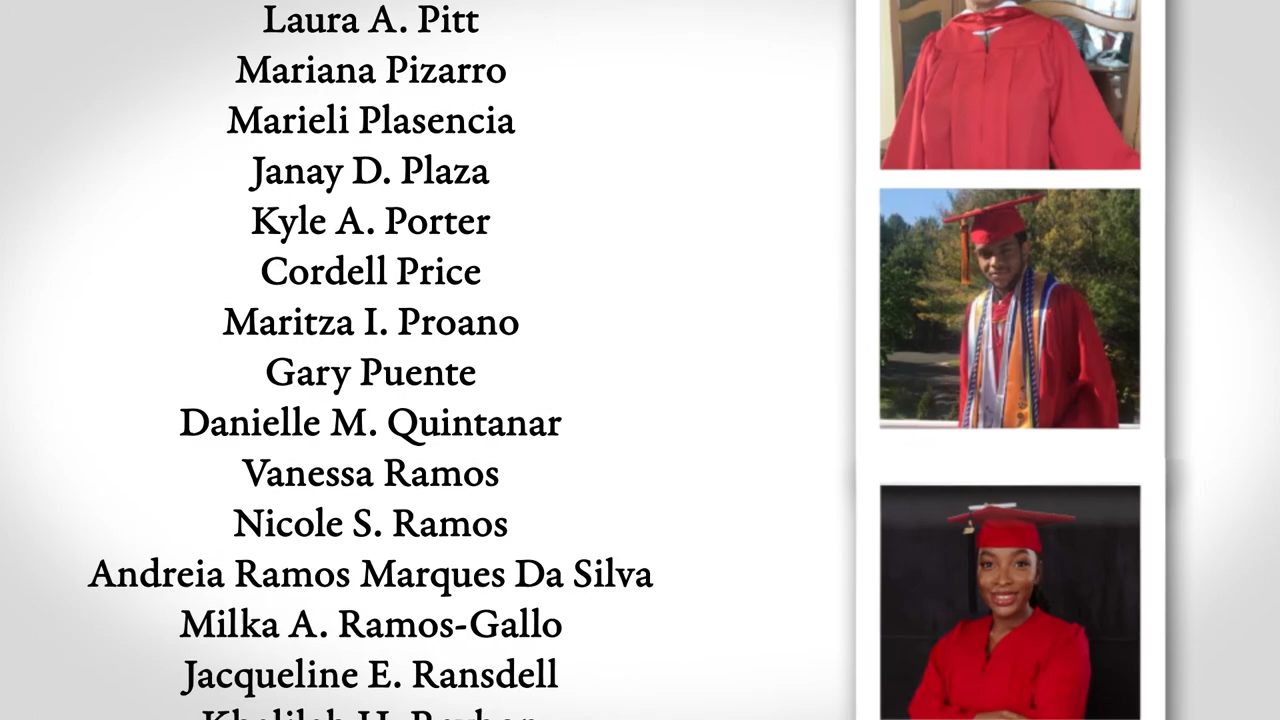 Laura A. Pitt
Mariana Pizarro
Marieli Plasencia
Janay D. Plaza
Kyle A. Porter
Cordell Price
Maritza I. Proano
Gary Puente
Danielle M. Quintanar
Vanessa Ramos
Nicole S. Ramos
Andreia Ramos Marques Da Silva
Milka A. Ramos-Gallo
Jacqueline E. Ransdell